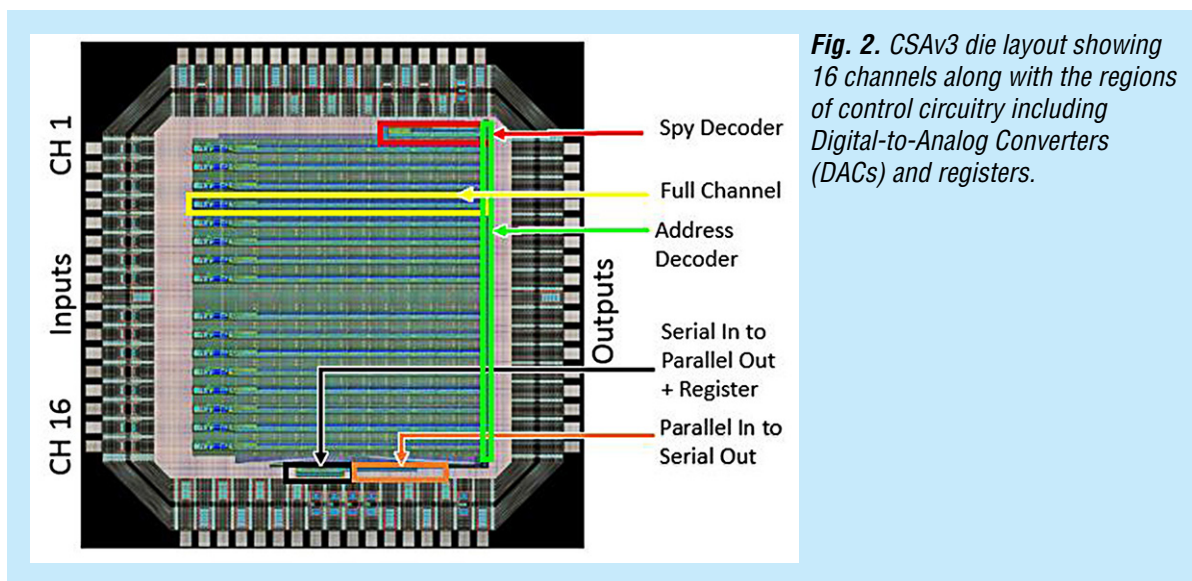 CH 1
Inputs
CH 16
Outputs
Spy Decoder
Full Channel
Address
Decoder
Serial In to
Parallel Out
+ Register
Parallel In to
Serial Out
Fig. 2. CSAv3 die layout showing
16 channels along with the regions
of control circuitry including
Digital-to-Analog Converters
(DACs) and registers.